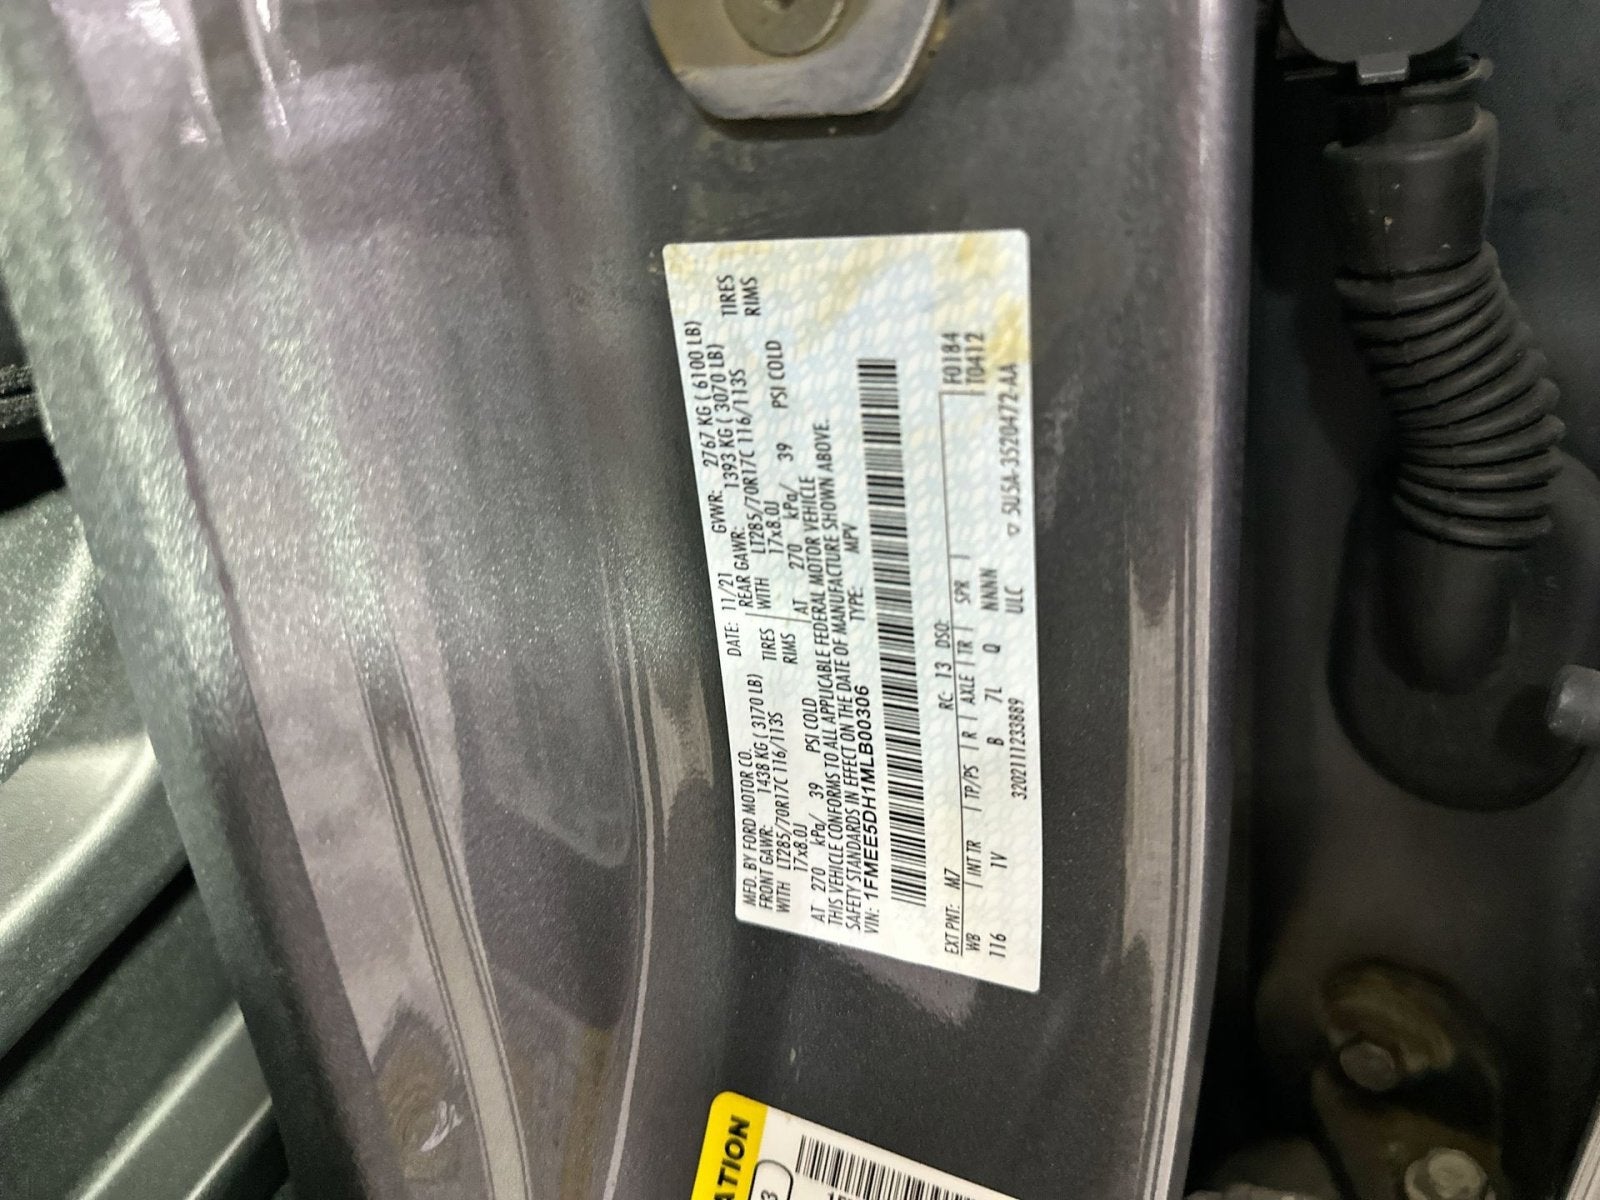 MFD. BY FORD MOTOR CO. DATE: 11/21 GVWR: 2767 KG ( 6100 LB)
FRONT GAWR: 1438 KG ( 3170 LB) REAR GAWR: 1393 KG ( 3070 LB)
WITH LT285/70R17C 116/113S TIRES WITH LT285/70R17C 116/113S TIRES
17x8.0J RIMS 17x8.0J RIMS
AT 270 kPa/ 39 PSI COLD AT 270 kPa/ 39 PSI COLD
THIS VEHICLE CONFORMS TO ALL APPLICABLE FEDERAL MOTOR VEHICLE
SAFETY STANDARDS IN EFFECT ON THE DATE OF MANUFACTURE SHOWN ABOVE.
VIN: 1FMEE5DH1MLB00306 TYPE: MPV
EXT PNT: M7 RC: 13 DSO: F0184
WB INT TR TP/PS R AXLE TR SPR T0412
116 1V B 7L Q NNNN
320211123 3889 ULC ▽ SU5A-3520472-AA
ATION
3